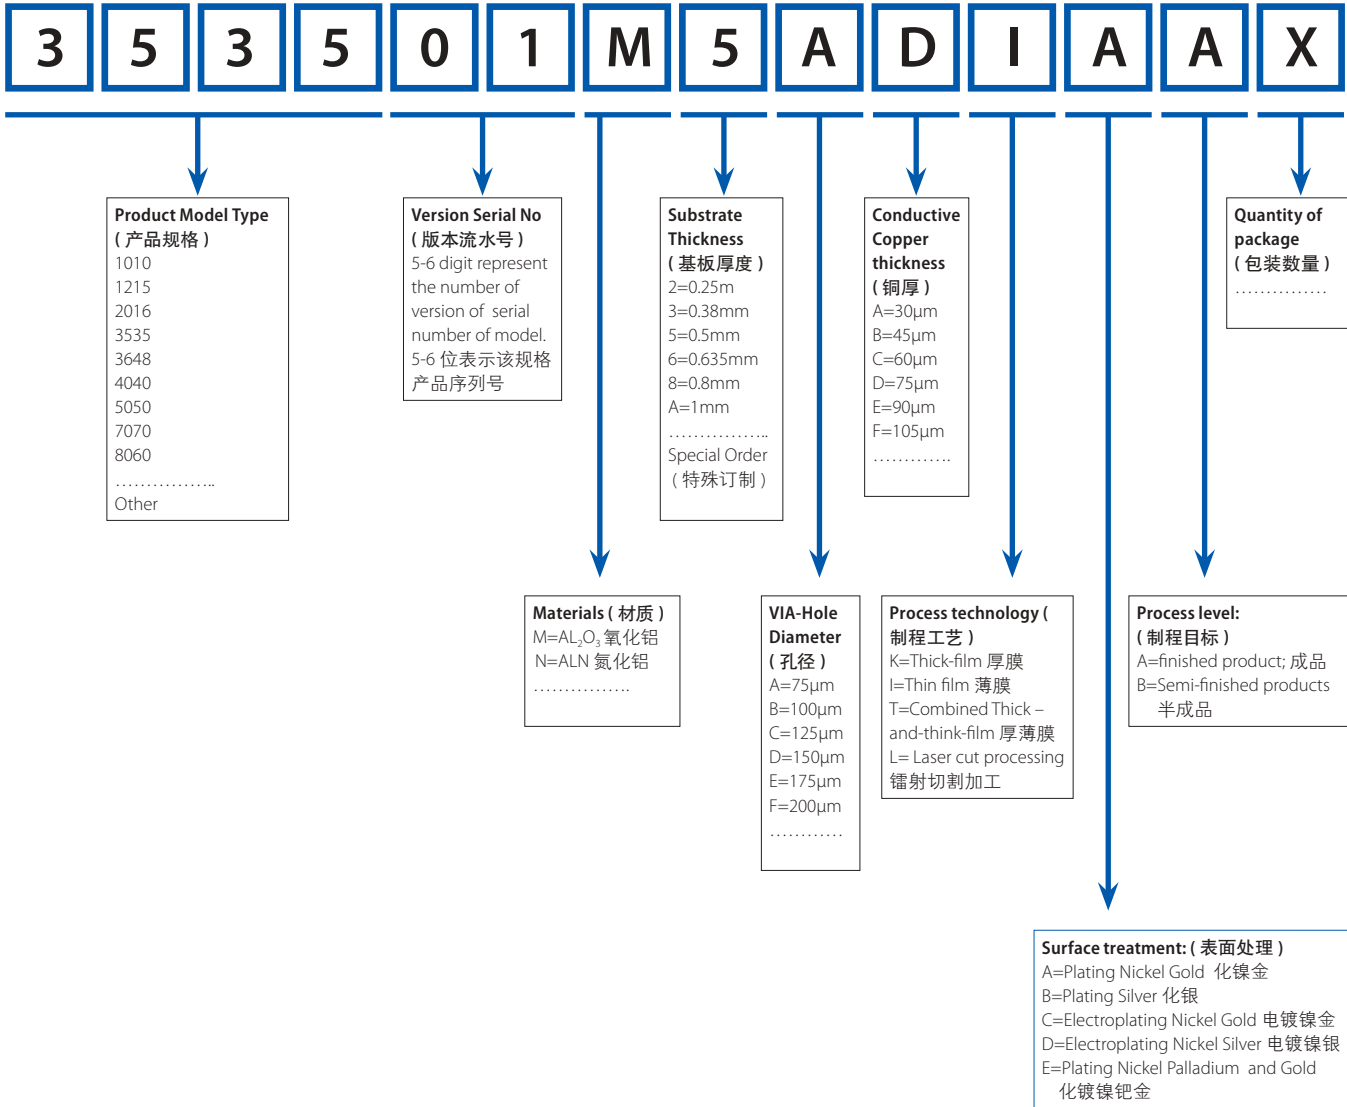 3 5 3 5 0 1 M 5 A D I A A X
Product Model Type
( 产品规格 )
1010
1215
2016
3535
3648
4040
5050
7070
8060
……………..
Other
Version Serial No
( 版本流水号 )
5-6 digit represent
the number of
version of serial
number of model.
5-6 位表示该规格
产品序列号
Substrate
Thickness
( 基板厚度 )
2=0.25m
3=0.38mm
5=0.5mm
6=0.635mm
8=0.8mm
A=1mm
……………..
Special Order
( 特殊订制 )
Conductive
Copper
thickness
( 铜厚 )
A=30μm
B=45μm
C=60μm
D=75μm
E=90μm
F=105μm
………….
Quantity of
package
( 包装数量 )
……………
Materials ( 材质 )
M=AL₂O₃ 氧化铝
N=ALN 氮化铝
…………….
VIA-Hole
Diameter
( 孔径 )
A=75μm
B=100μm
C=125μm
D=150μm
E=175μm
F=200μm
…………
Process technology (
制程工艺 )
K=Thick-film 厚膜
I=Thin film 薄膜
T=Combined Thick –
and-think-film 厚薄膜
L= Laser cut processing
镭射切割加工
Process level:
( 制程目标 )
A=finished product; 成品
B=Semi-finished products
半成品
Surface treatment: ( 表面处理 )
A=Plating Nickel Gold 化镍金
B=Plating Silver 化银
C=Electroplating Nickel Gold 电镀镍金
D=Electroplating Nickel Silver 电镀镍银
E=Plating Nickel Palladium and Gold
化镀镍钯金